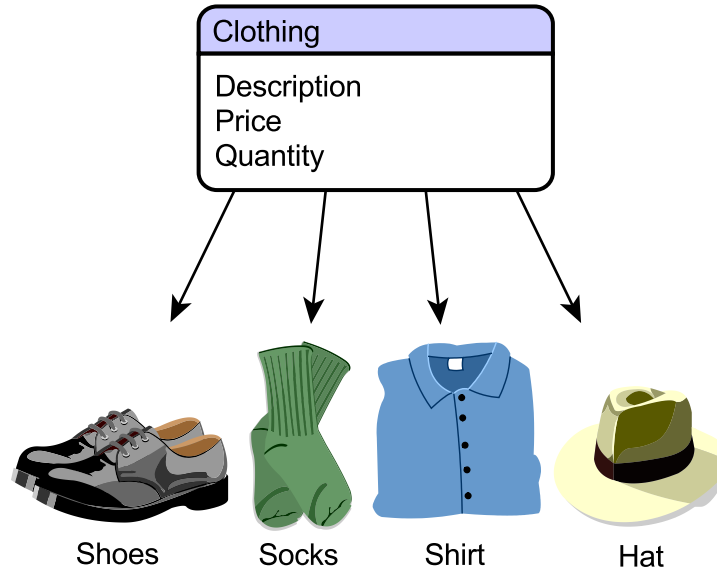 Clothing
Description
Price
Quantity
Shoes
Socks
Shirt
Hat